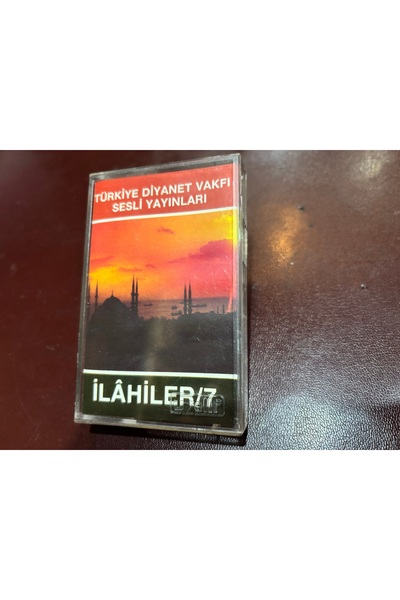 TÜRKİYE DİYANET VAKFI
SESLİ YAYINLARI
İLÂHİLER/7